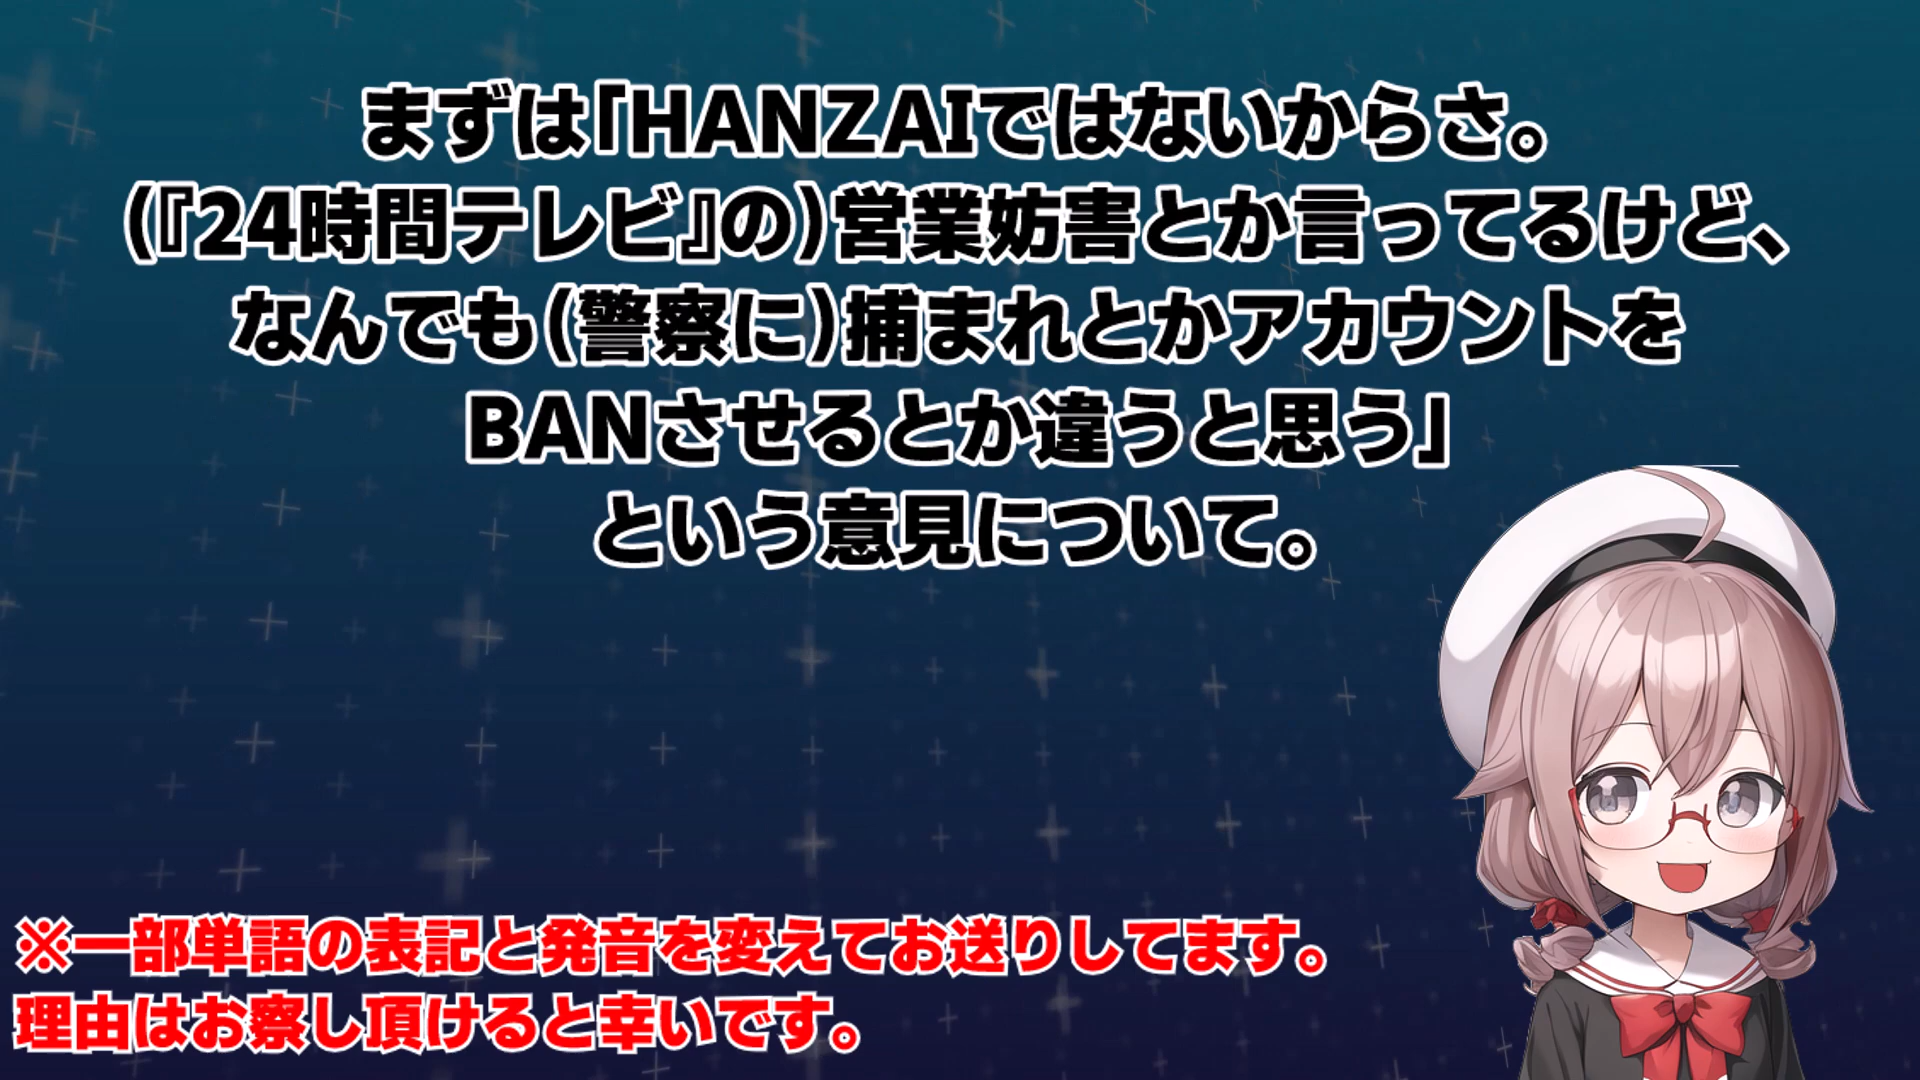 まずは「HANZAIではないからさ。
(『24時間テレビ』の)営業妨害とか言ってるけど、
なんでも(警察に)捕まれとかアカウントを
BANさせるとか違うと思う」
という意見について。
※一部単語の表記と発音を変えてお送りしてます。
理由はお察し頂けると幸いです。